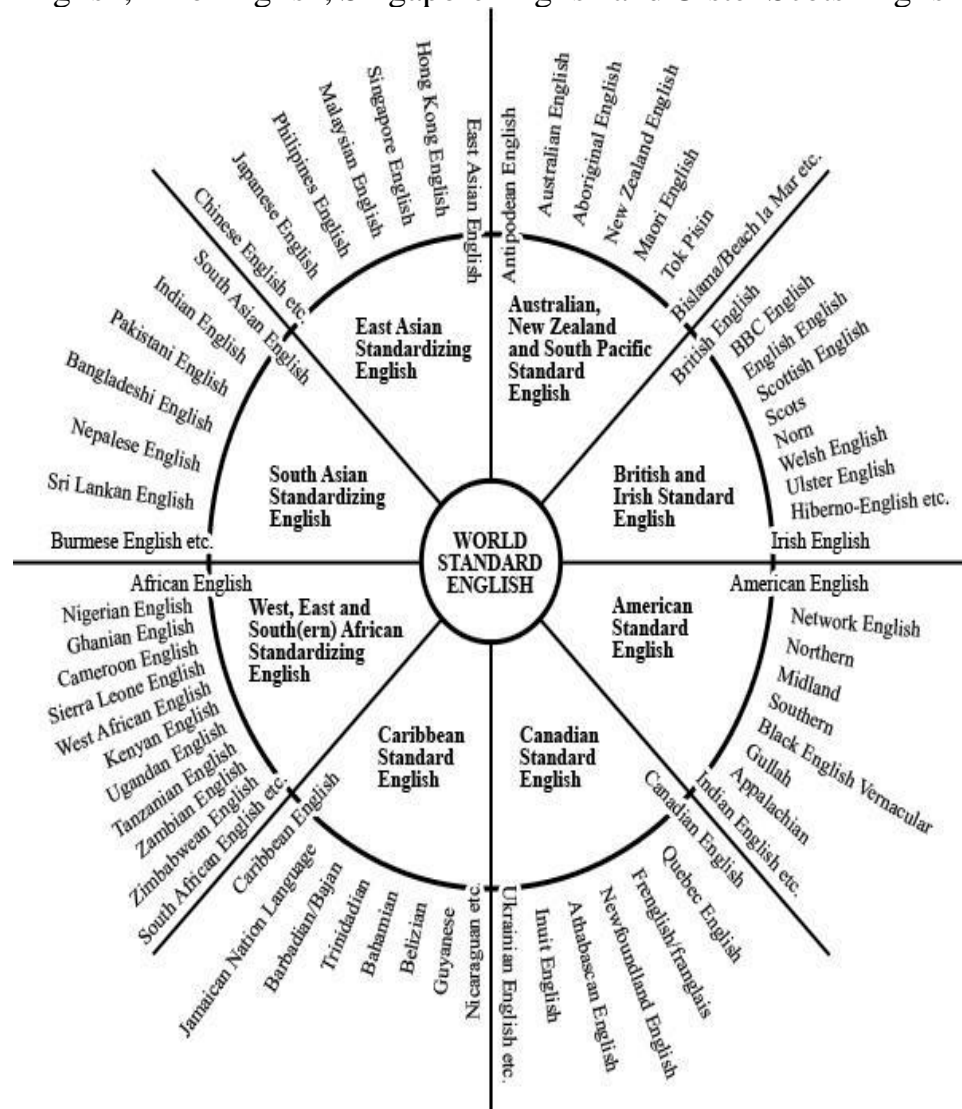 English, English, Singapore English and Ulster Scots
East Asian English
Hong Kong English
Singapore English
Malaysian English
Philipines English
Japanese English
Chinese English etc.
Antipodean English
Australian English
Aboriginal English
New Zealand English
Maori English
Tok Pisin
Bislama/Beach la Mar etc.
British English
BBC English
English English
Scottish English
Scots
Norn
Welsh English
Ulster English
Hiberno-English etc.
Irish English
American English
Network English
Northern
Midland
Southern
Black English Vernacular
Gullah
Appalachian
Indian English etc.
Canadian English
Quebec English
Frenglish/franglais
Newfoundland English
Athabascan English
Inuit English
Ukrainian English etc.
Nicaraguan etc.
Guyanese
Belizian
Bahamian
Trinidadian
Barbadian/Bajan
Jamaican Nation Language
Caribbean English
South African English etc.
Zimbabwean English
Zambian English
Tanzanian English
Ugandan English
Kenyan English
West African English
Sierra Leone English
Cameroon English
Ghanian English
Nigerian English
African English
Burmese English etc.
Sri Lankan English
Nepalese English
Bangladeshi English
Pakistani English
Indian English
South Asian English
East Asian
Standardizing
English
Australian,
New Zealand
and South Pacific
Standard
English
South Asian
Standardizing
English
British and
Irish Standard
English
WORLD
STANDARD
ENGLISH
West, East and
South(ern) African
Standardizing
English
American
Standard
English
Caribbean
Standard
English
Canadian
Standard
English